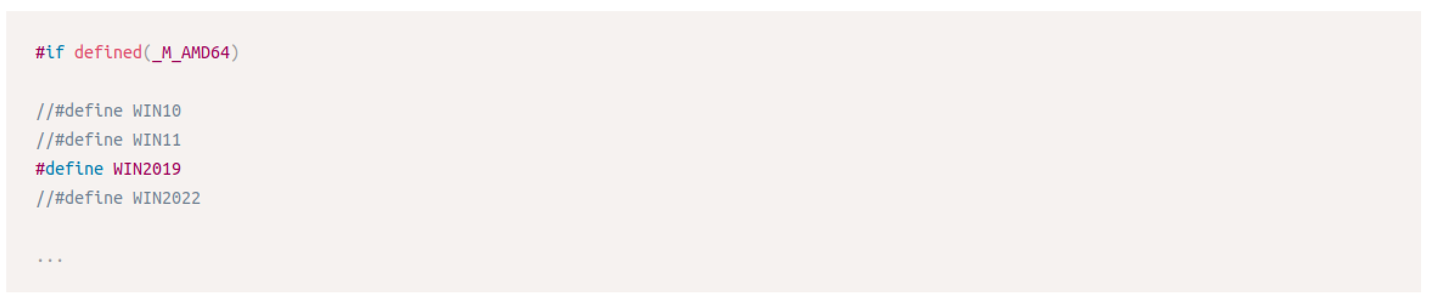 #if defined(_M_AMD64)
//#define WIN10
//#define WIN11
#define WIN2019
//#define WIN2022
...